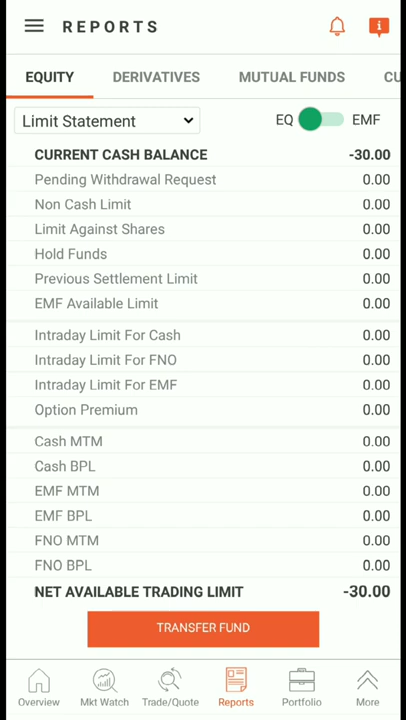 REPORTS
EQUITY DERIVATIVES MUTUAL FUNDS CU
Limit Statement EQ EMF
CURRENT CASH BALANCE -30.00
Pending Withdrawal Request 0.00
Non Cash Limit 0.00
Limit Against Shares 0.00
Hold Funds 0.00
Previous Settlement Limit 0.00
EMF Available Limit 0.00
Intraday Limit For Cash 0.00
Intraday Limit For FNO 0.00
Intraday Limit For EMF 0.00
Option Premium 0.00
Cash MTM 0.00
Cash BPL 0.00
EMF MTM 0.00
EMF BPL 0.00
FNO MTM 0.00
FNO BPL 0.00
NET AVAILABLE TRADING LIMIT -30.00
TRANSFER FUND
Overview Mkt Watch Trade/Quote Reports Portfolio More